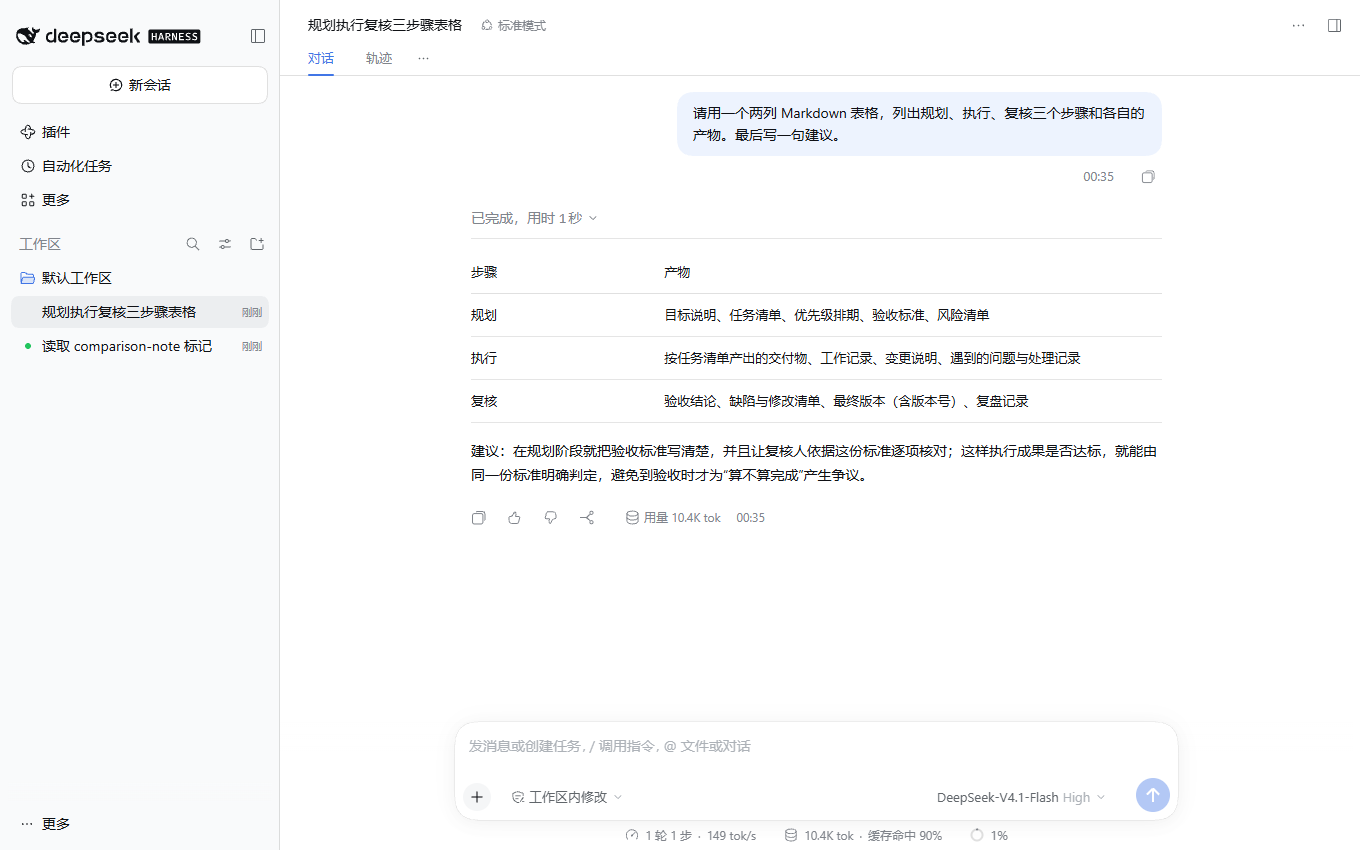 deepseek HARNESS
新会话
插件
自动化任务
更多
工作区
默认工作区
规划执行复核三步骤表格 刚刚
读取 comparison-note 标记 刚刚
··· 更多
规划执行复核三步骤表格 标准模式 ···
对话 轨迹 ···
请用一个两列 Markdown 表格，列出规划、执行、复核三个步骤和各自的
产物。最后写一句建议。
00:35
已完成，用时 1 秒
步骤 产物
规划 目标说明、任务清单、优先级排期、验收标准、风险清单
执行 按任务清单产出的交付物、工作记录、变更说明、遇到的问题与处理记录
复核 验收结论、缺陷与修改清单、最终版本（含版本号）、复盘记录
建议：在规划阶段就把验收标准写清楚，并且让复核人依据这份标准逐项核对；这样执行成果是否达标，就能由
同一份标准明确判定，避免到验收时才为“算不算完成”产生争议。
用量 10.4K tok 00:35
发消息或创建任务, / 调用指令, @ 文件或对话
工作区内修改 DeepSeek-V4.1-Flash High
1 轮 1 步 · 149 tok/s 10.4K tok · 缓存命中 90% 1%